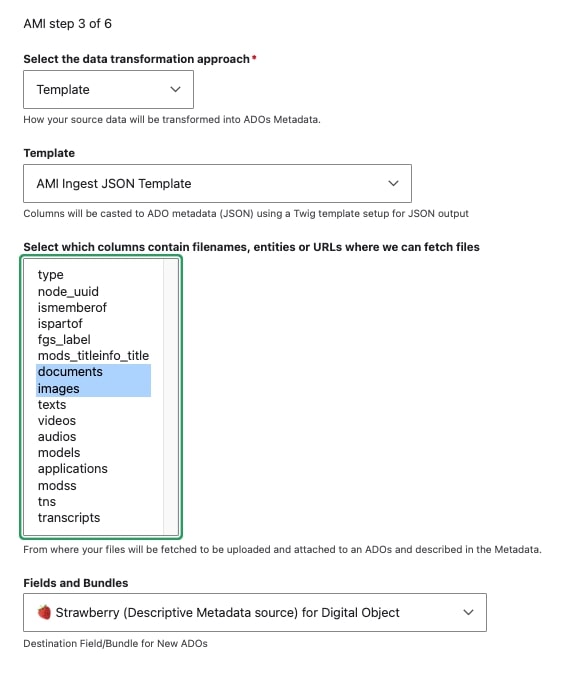 AMI step 3 of 6
Select the data transformation approach*
Template
How your source data will be transformed into ADOs Metadata.
Template
AMI Ingest JSON Template
Columns will be casted to ADO metadata (JSON) using a Twig template setup for JSON output
Select which columns contain filenames, entities or URLs where we can fetch files
type
node_uuid
ismemberof
ispartof
fgs_label
mods_titleinfo_title
documents
images
texts
videos
audios
models
applications
modss
tns
transcripts
From where your files will be fetched to be uploaded and attached to an ADOs and described in the Metadata.
Fields and Bundles
🍓 Strawberry (Descriptive Metadata source) for Digital Object
Destination Field/Bundle for New ADOs